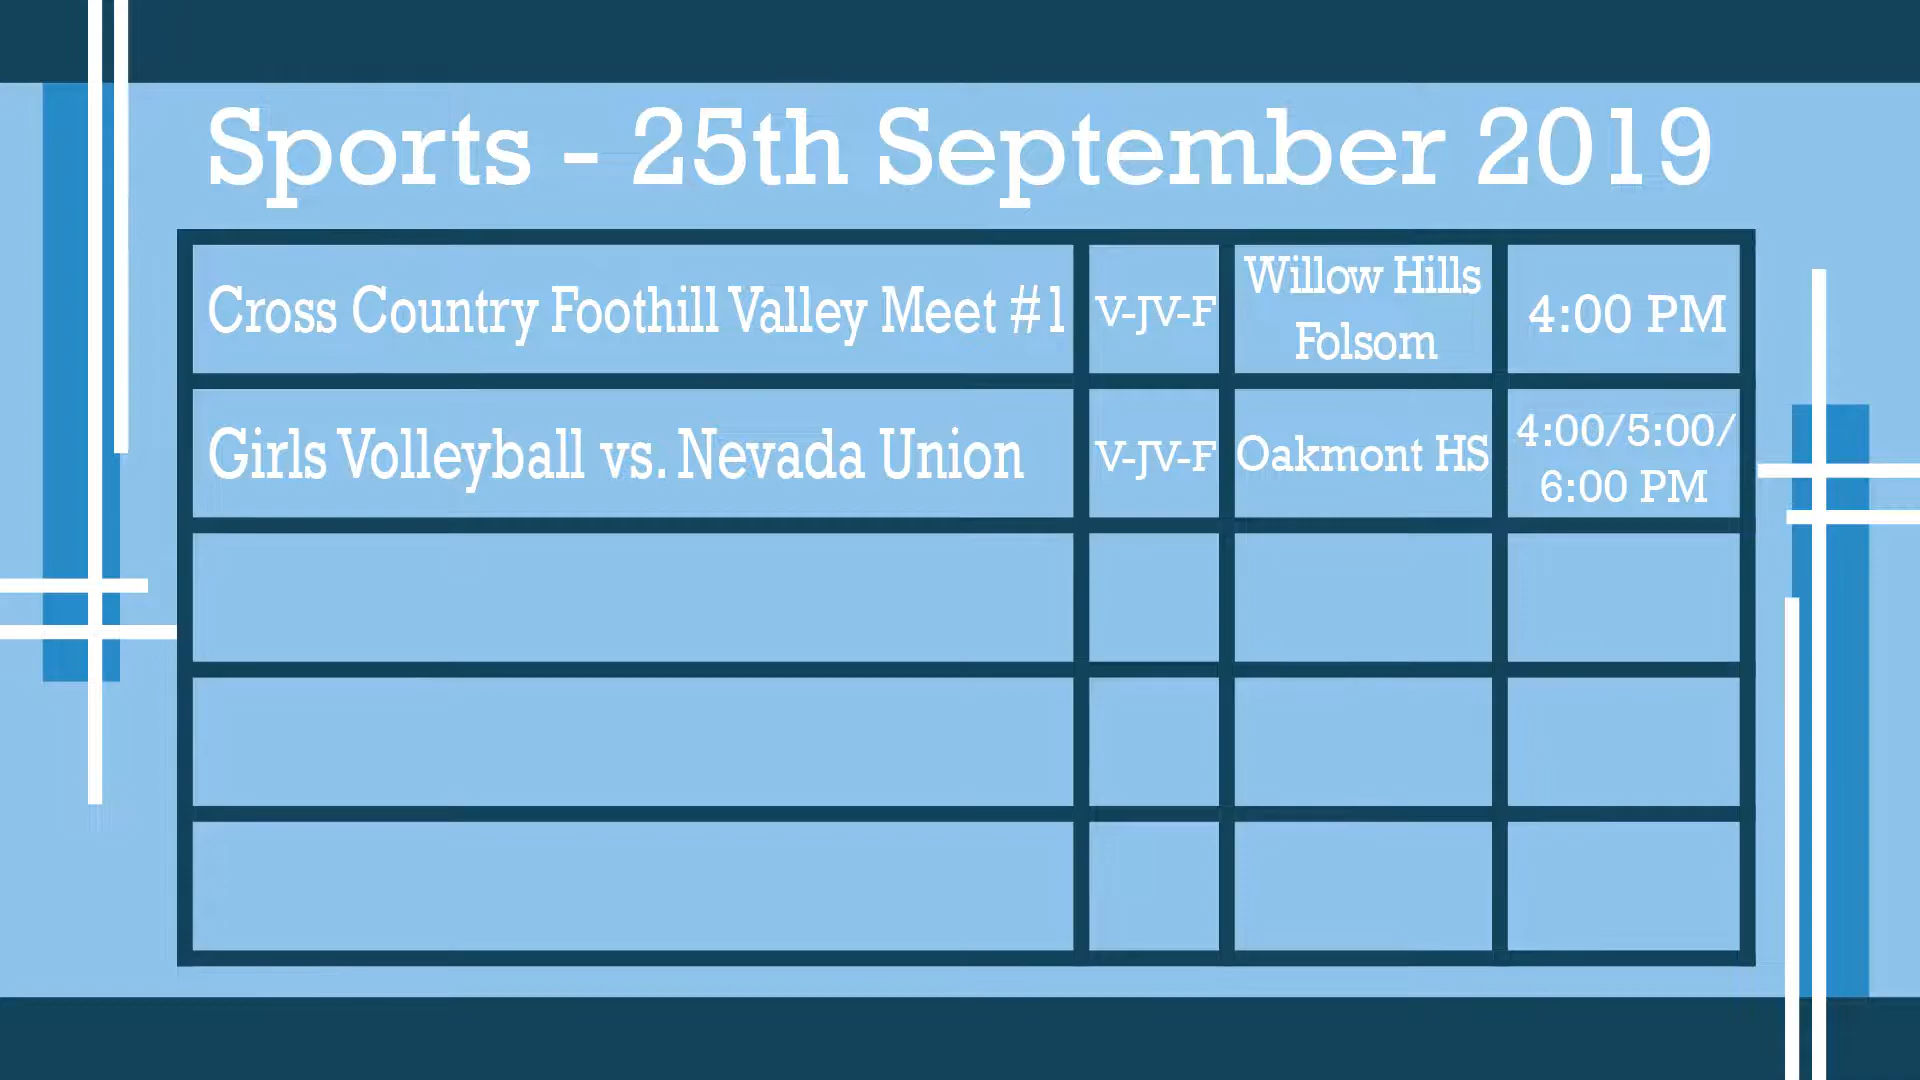 Sports - 25th September 2019
Cross Country Foothill Valley Meet #1
V-JV-F
Willow Hills
Folsom
4:00 PM
Girls Volleyball vs. Nevada Union
V-JV-F
Oakmont HS
4:00/5:00/
6:00 PM